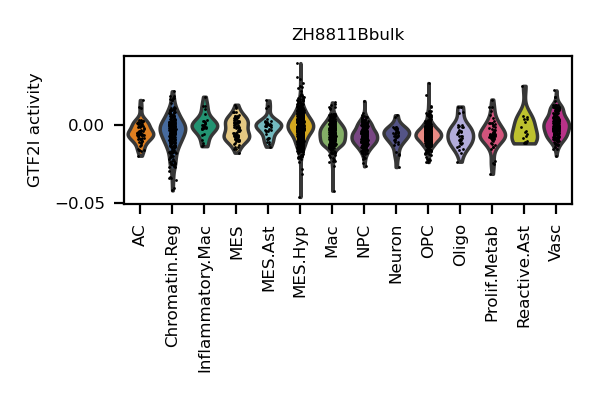 ZH8811Bbulk
GTF2I activity
0.00
−0.05
AC
Chromatin.Reg
Inflammatory.Mac
MES
MES.Ast
MES.Hyp
Mac
NPC
Neuron
OPC
Oligo
Prolif.Metab
Reactive.Ast
Vasc